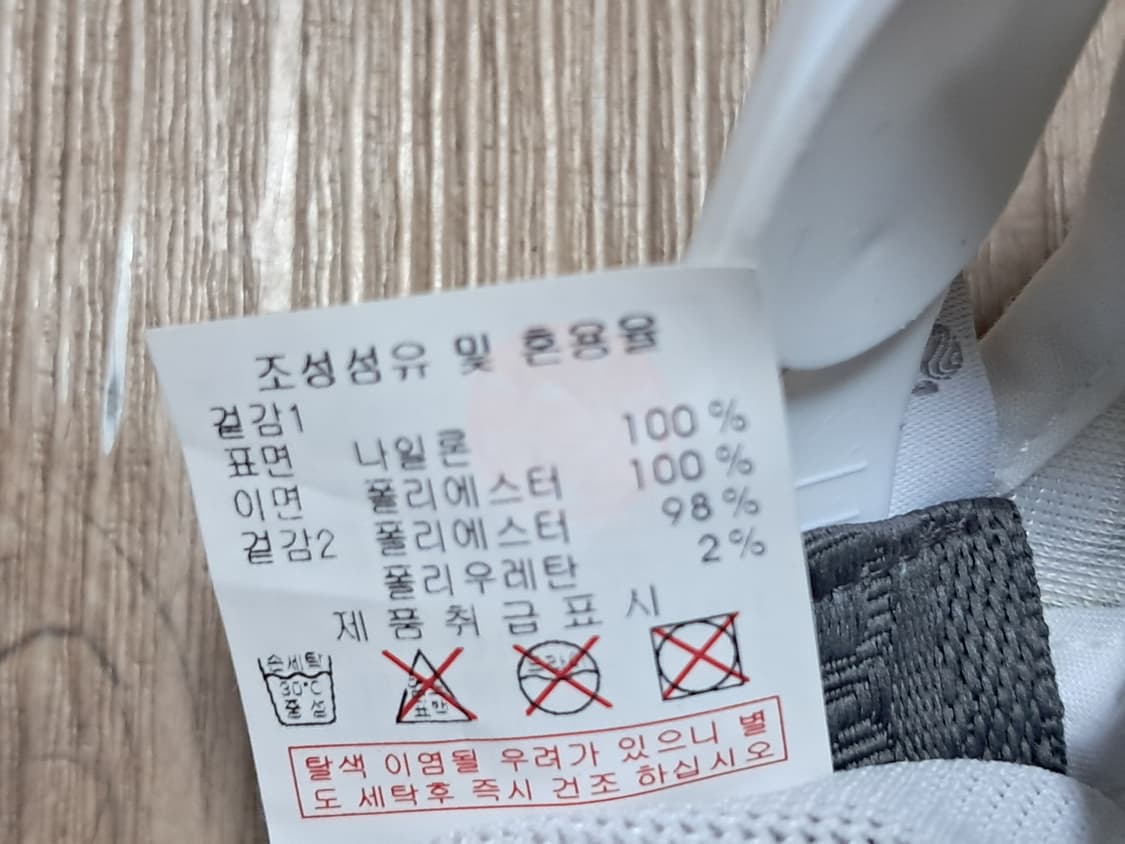 조성섬유 및 혼용율
겉감1
표면 나일론 100%
이면 폴리에스터 100%
겉감2 폴리에스터 98%
폴리우레탄 2%
제품취급표시
손세탁
30°C
중성
표백
드라이
탈색 이염될 우려가 있으니 별
도 세탁후 즉시 건조 하십시오